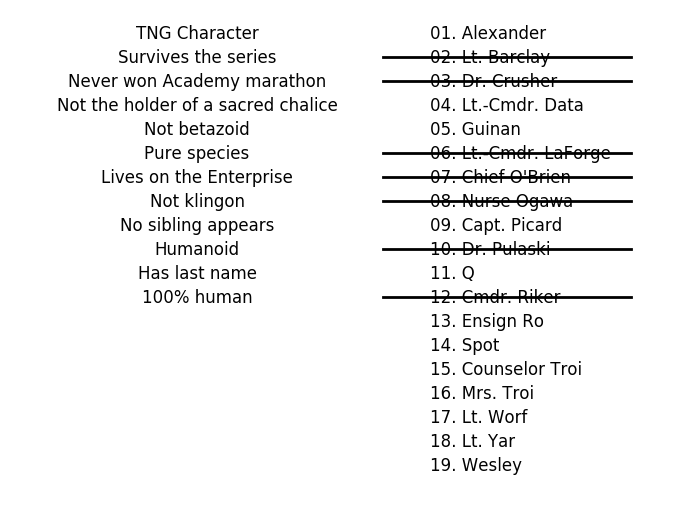 TNG Character
Survives the series
Never won Academy marathon
Not the holder of a sacred chalice
Not betazoid
Pure species
Lives on the Enterprise
Not klingon
No sibling appears
Humanoid
Has last name
100% human
01. Alexander
02. Lt. Barclay
03. Dr. Crusher
04. Lt.-Cmdr. Data
05. Guinan
06. Lt.-Cmdr. LaForge
07. Chief O'Brien
08. Nurse Ogawa
09. Capt. Picard
10. Dr. Pulaski
11. Q
12. Cmdr. Riker
13. Ensign Ro
14. Spot
15. Counselor Troi
16. Mrs. Troi
17. Lt. Worf
18. Lt. Yar
19. Wesley